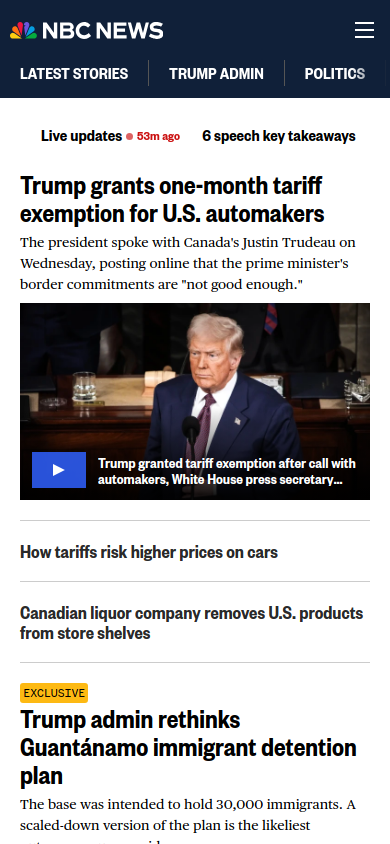 NBC NEWS
LATEST STORIES
TRUMP ADMIN
POLITICS
Live updates 53m ago
6 speech key takeaways
Trump grants one-month tariff
exemption for U.S. automakers
The president spoke with Canada's Justin Trudeau on
Wednesday, posting online that the prime minister's
border commitments are "not good enough."
Trump granted tariff exemption after call with
automakers, White House press secretary...
How tariffs risk higher prices on cars
Canadian liquor company removes U.S. products
from store shelves
EXCLUSIVE
Trump admin rethinks
Guantánamo immigrant detention
plan
The base was intended to hold 30,000 immigrants. A
scaled-down version of the plan is the likeliest